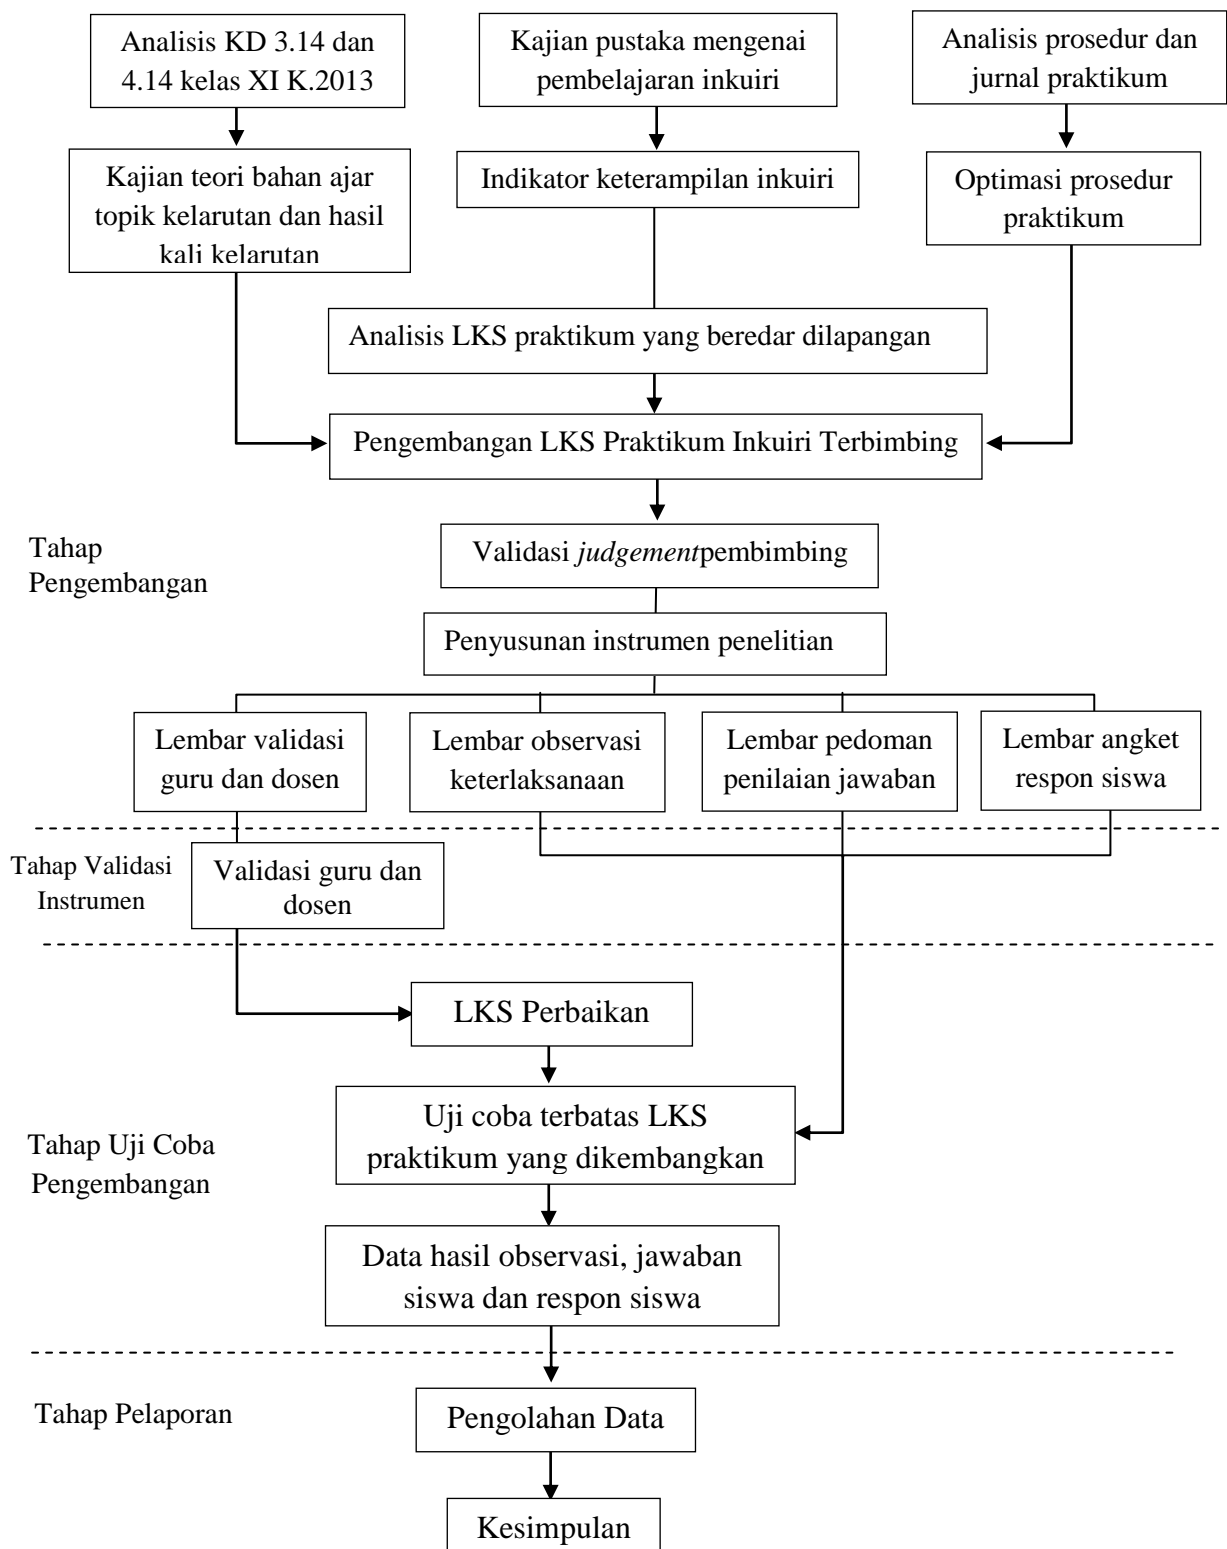 Analisis KD 3.14 dan
4.14 kelas XI K.2013
Kajian pustaka mengenai
pembelajaran inkuiri
Analisis prosedur dan
jurnal praktikum
Kajian teori bahan ajar
topik kelarutan dan hasil
kali kelarutan
Indikator keterampilan inkuiri
Optimasi prosedur
praktikum
Analisis LKS praktikum yang beredar dilapangan
Pengembangan LKS Praktikum Inkuiri Terbimbing
Tahap
Pengembangan
Validasi judgementpembimbing
Penyusunan instrumen penelitian
Lembar validasi
guru dan dosen
Lembar observasi
keterlaksanaan
Lembar pedoman
penilaian jawaban
Lembar angket
respon siswa
Tahap Validasi
Instrumen
Validasi guru dan
dosen
LKS Perbaikan
Tahap Uji Coba
Pengembangan
Uji coba terbatas LKS
praktikum yang dikembangkan
Data hasil observasi, jawaban
siswa dan respon siswa
Tahap Pelaporan
Pengolahan Data
Kesimpulan